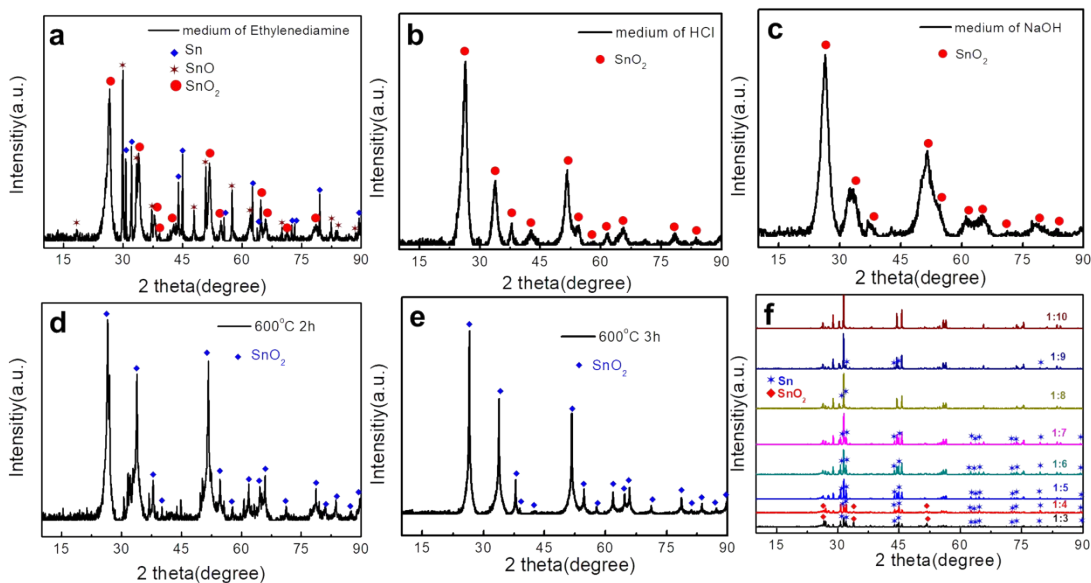 a
medium of Ethylenediamine
Sn
SnO
SnO2
Intensitiy(a.u.)
15 30 45 60 75 90
2 theta(degree)
b
medium of HCl
SnO2
Intensitiy(a.u.)
15 30 45 60 75 90
2 theta(degree)
c
medium of NaOH
SnO2
Intensitiy(a.u.)
15 30 45 60 75 90
2 theta(degree)
d
600°C 2h
SnO2
Intensitiy(a.u.)
15 30 45 60 75 90
2 theta(degree)
e
600°C 3h
SnO2
Intensitiy(a.u.)
15 30 45 60 75 90
2 theta(degree)
f
1:10
1:9
Sn
SnO2
1:8
1:7
1:6
1:5
1:4
1:3
Intensitiy(a.u.)
15 30 45 60 75 90
2 theta(degree)